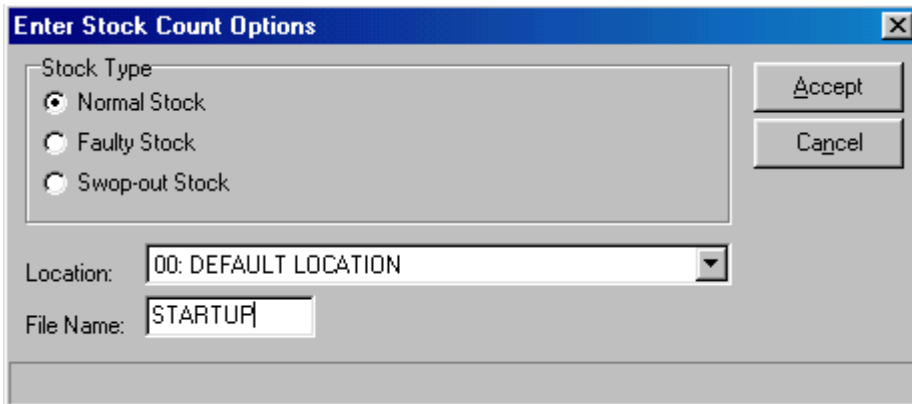 Enter Stock Count Options
Stock Type
Normal Stock
Faulty Stock
Swop-out Stock
Accept
Cancel
Location: 00: DEFAULT LOCATION
File Name: STARTUP